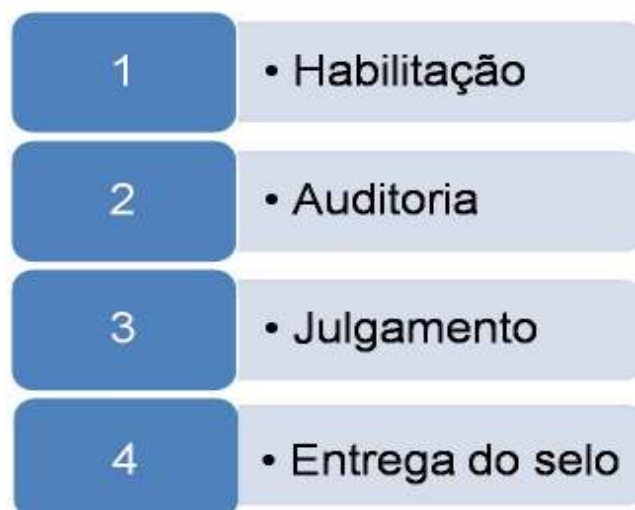 1 • Habilitação
2 • Auditoria
3 • Julgamento
4 • Entrega do selo